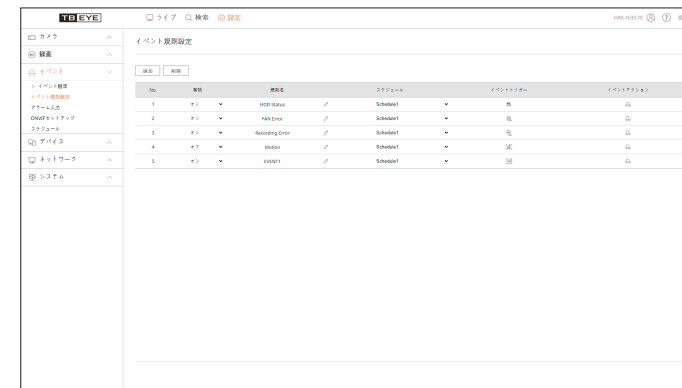 TB EYE
ライブ 検索 設定
HRX-1635-TE
カメラ
録画
イベント
> イベント設定
イベント規則設定
アラーム入力
ONVIFセットアップ
スケジュール
デバイス
ネットワーク
システム
イベント規則設定
追加 削除
No. 有効 規則名 スケジュール イベントトリガー イベントアクション
1 オン HDD Status Schedule1
2 オン FAN Error Schedule1
3 オン Recording Error Schedule1
4 オフ Motion Schedule1
5 オン EVENT1 Schedule1